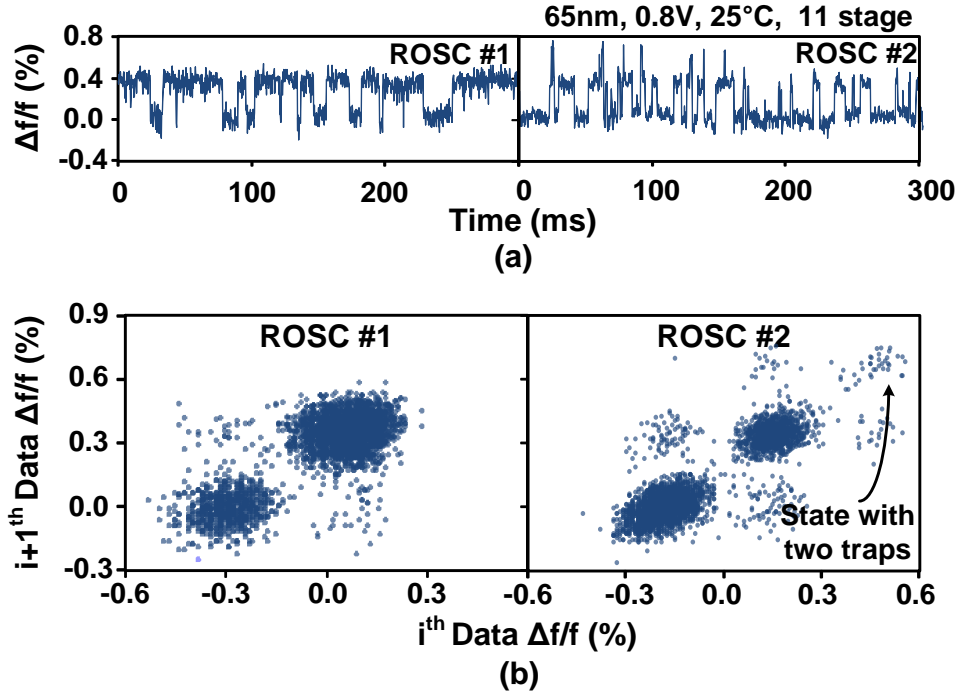 65nm, 0.8V, 25°C, 11 stage
Δf/f (%)
0.8
0.4
0.0
-0.4
ROSC #1
ROSC #2
0 100 200 0 100 200 300
Time (ms)
(a)
i+1th Data Δf/f (%)
0.9
0.6
0.3
0.0
-0.3
ROSC #1
ROSC #2
State with
two traps
-0.6 -0.3 0.0 0.3 -0.6 -0.3 0.0 0.3 0.6
ith Data Δf/f (%)
(b)